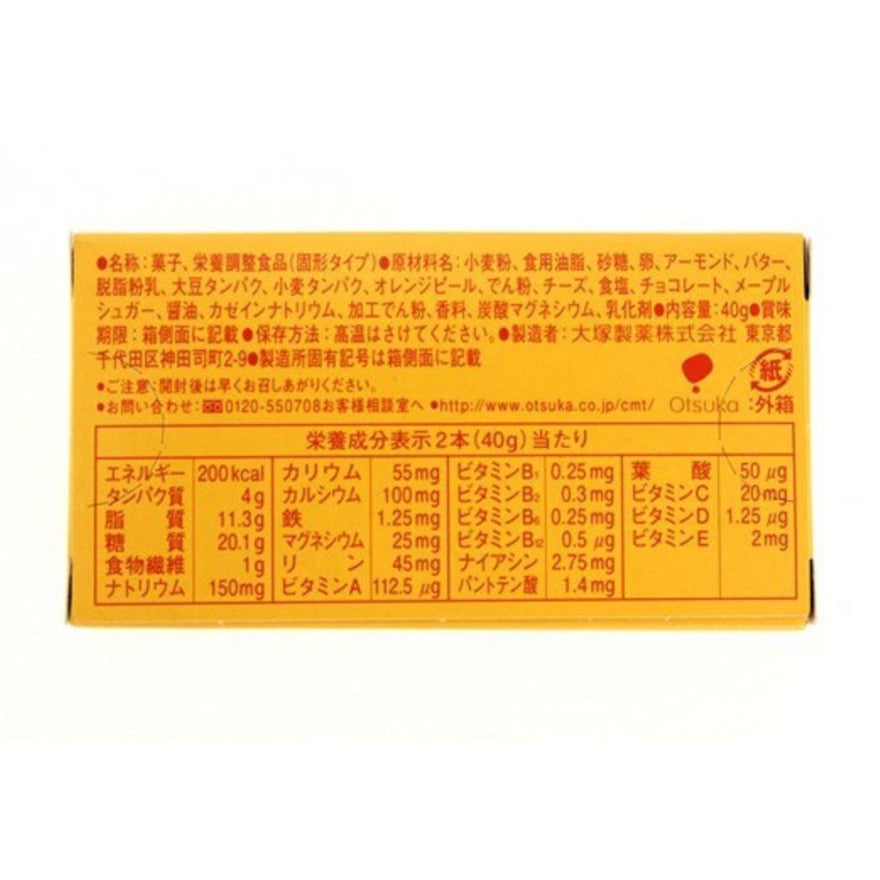 ●名称:菓子、栄養調整食品(固形タイプ)●原材料名:小麦粉、食用油脂、砂糖、卵、アーモンド、バター、
脱脂粉乳、大豆タンパク、小麦タンパク、オレンジピール、でん粉、チーズ、食塩、チョコレート、メープル
シュガー、醤油、カゼインナトリウム、加工でん粉、香料、炭酸マグネシウム、乳化剤●内容量:40g●賞味
期限:箱側面に記載●保存方法:高温はさけてください。●製造者:大塚製薬株式会社 東京都
千代田区神田司町2-9●製造所固有記号は箱側面に記載
●ご注意:開封後は早くお召しあがりください。
●お問い合わせ:0120-550708お客様相談室へ ●http://www.otsuka.co.jp/cmt/
Otsuka
紙
:外箱
栄養成分表示2本(40g)当たり
エネルギー 200kcal カリウム 55mg ビタミンB1 0.25mg 葉酸 50μg
タンパク質 4g カルシウム 100mg ビタミンB2 0.3mg ビタミンC 20mg
脂質 11.3g 鉄 1.25mg ビタミンB6 0.25mg ビタミンD 1.25μg
糖質 20.1g マグネシウム 25mg ビタミンB12 0.5μg ビタミンE 2mg
食物繊維 1g リン 45mg ナイアシン 2.75mg
ナトリウム 150mg ビタミンA 112.5μg パントテン酸 1.4mg